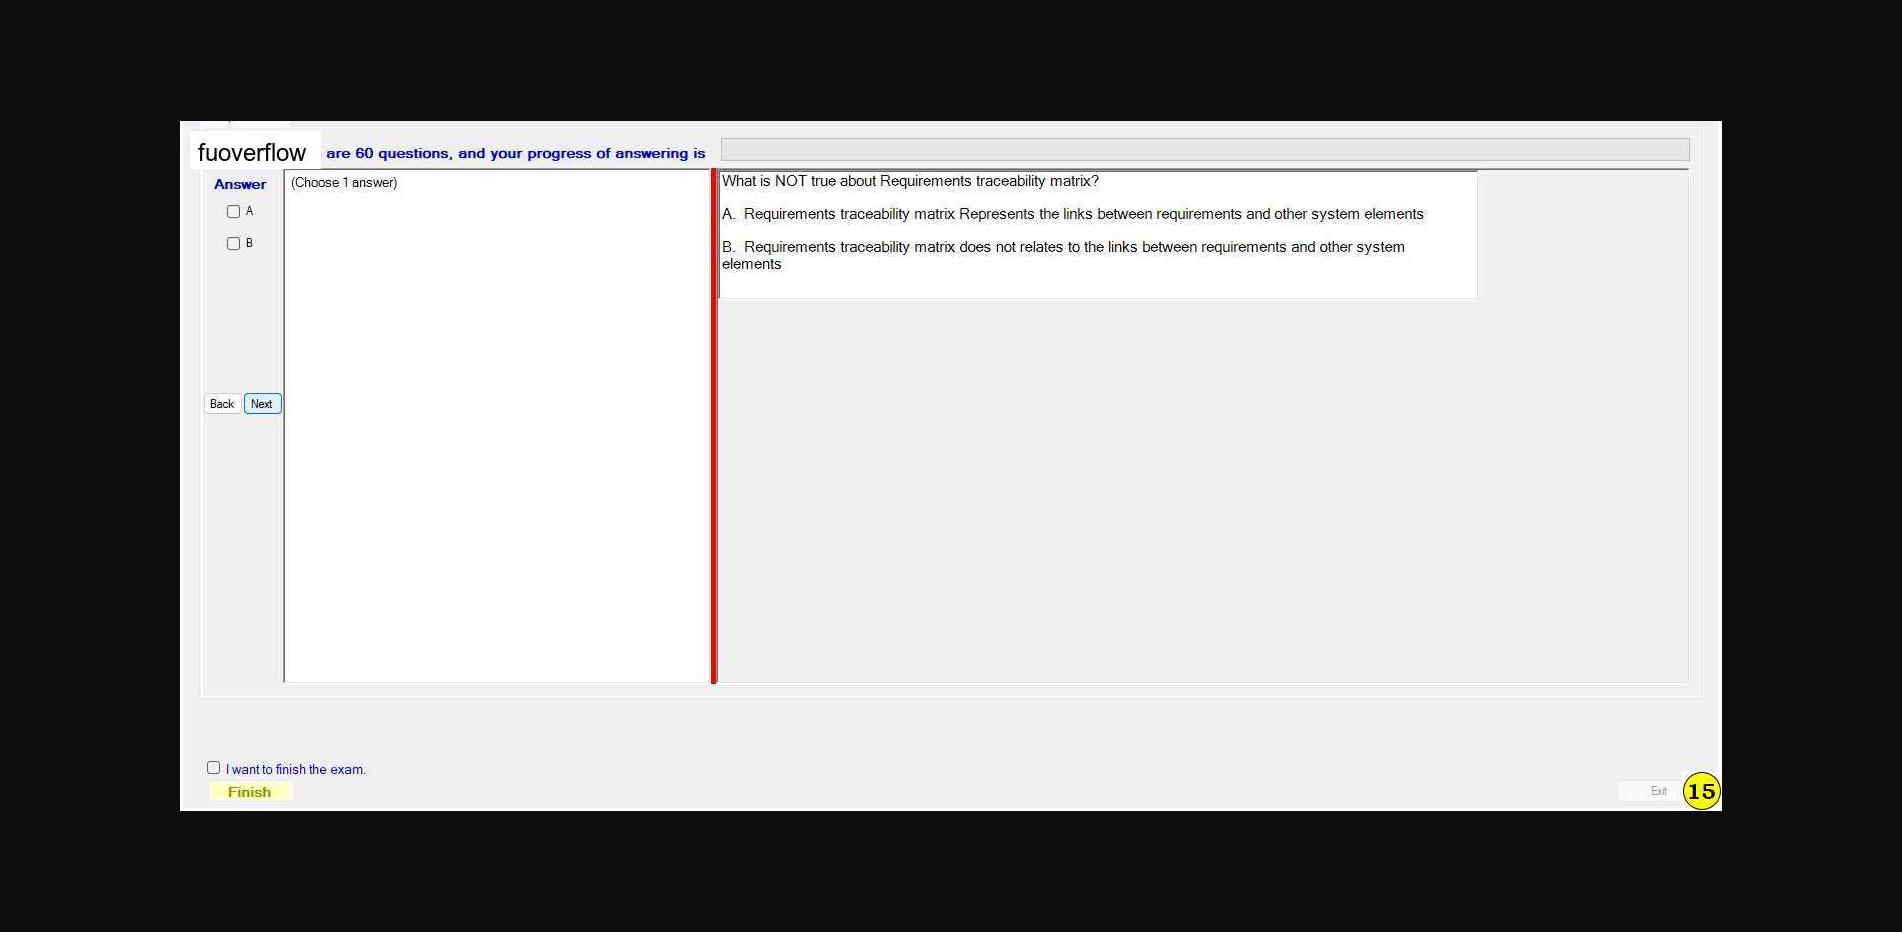 fuoverflow are 60 questions, and your progress of answering is
Answer
(Choose 1 answer)
A
B
Back Next
What is NOT true about Requirements traceability matrix?
A. Requirements traceability matrix Represents the links between requirements and other system elements
B. Requirements traceability matrix does not relates to the links between requirements and other system
elements
I want to finish the exam.
Finish
Exit
15